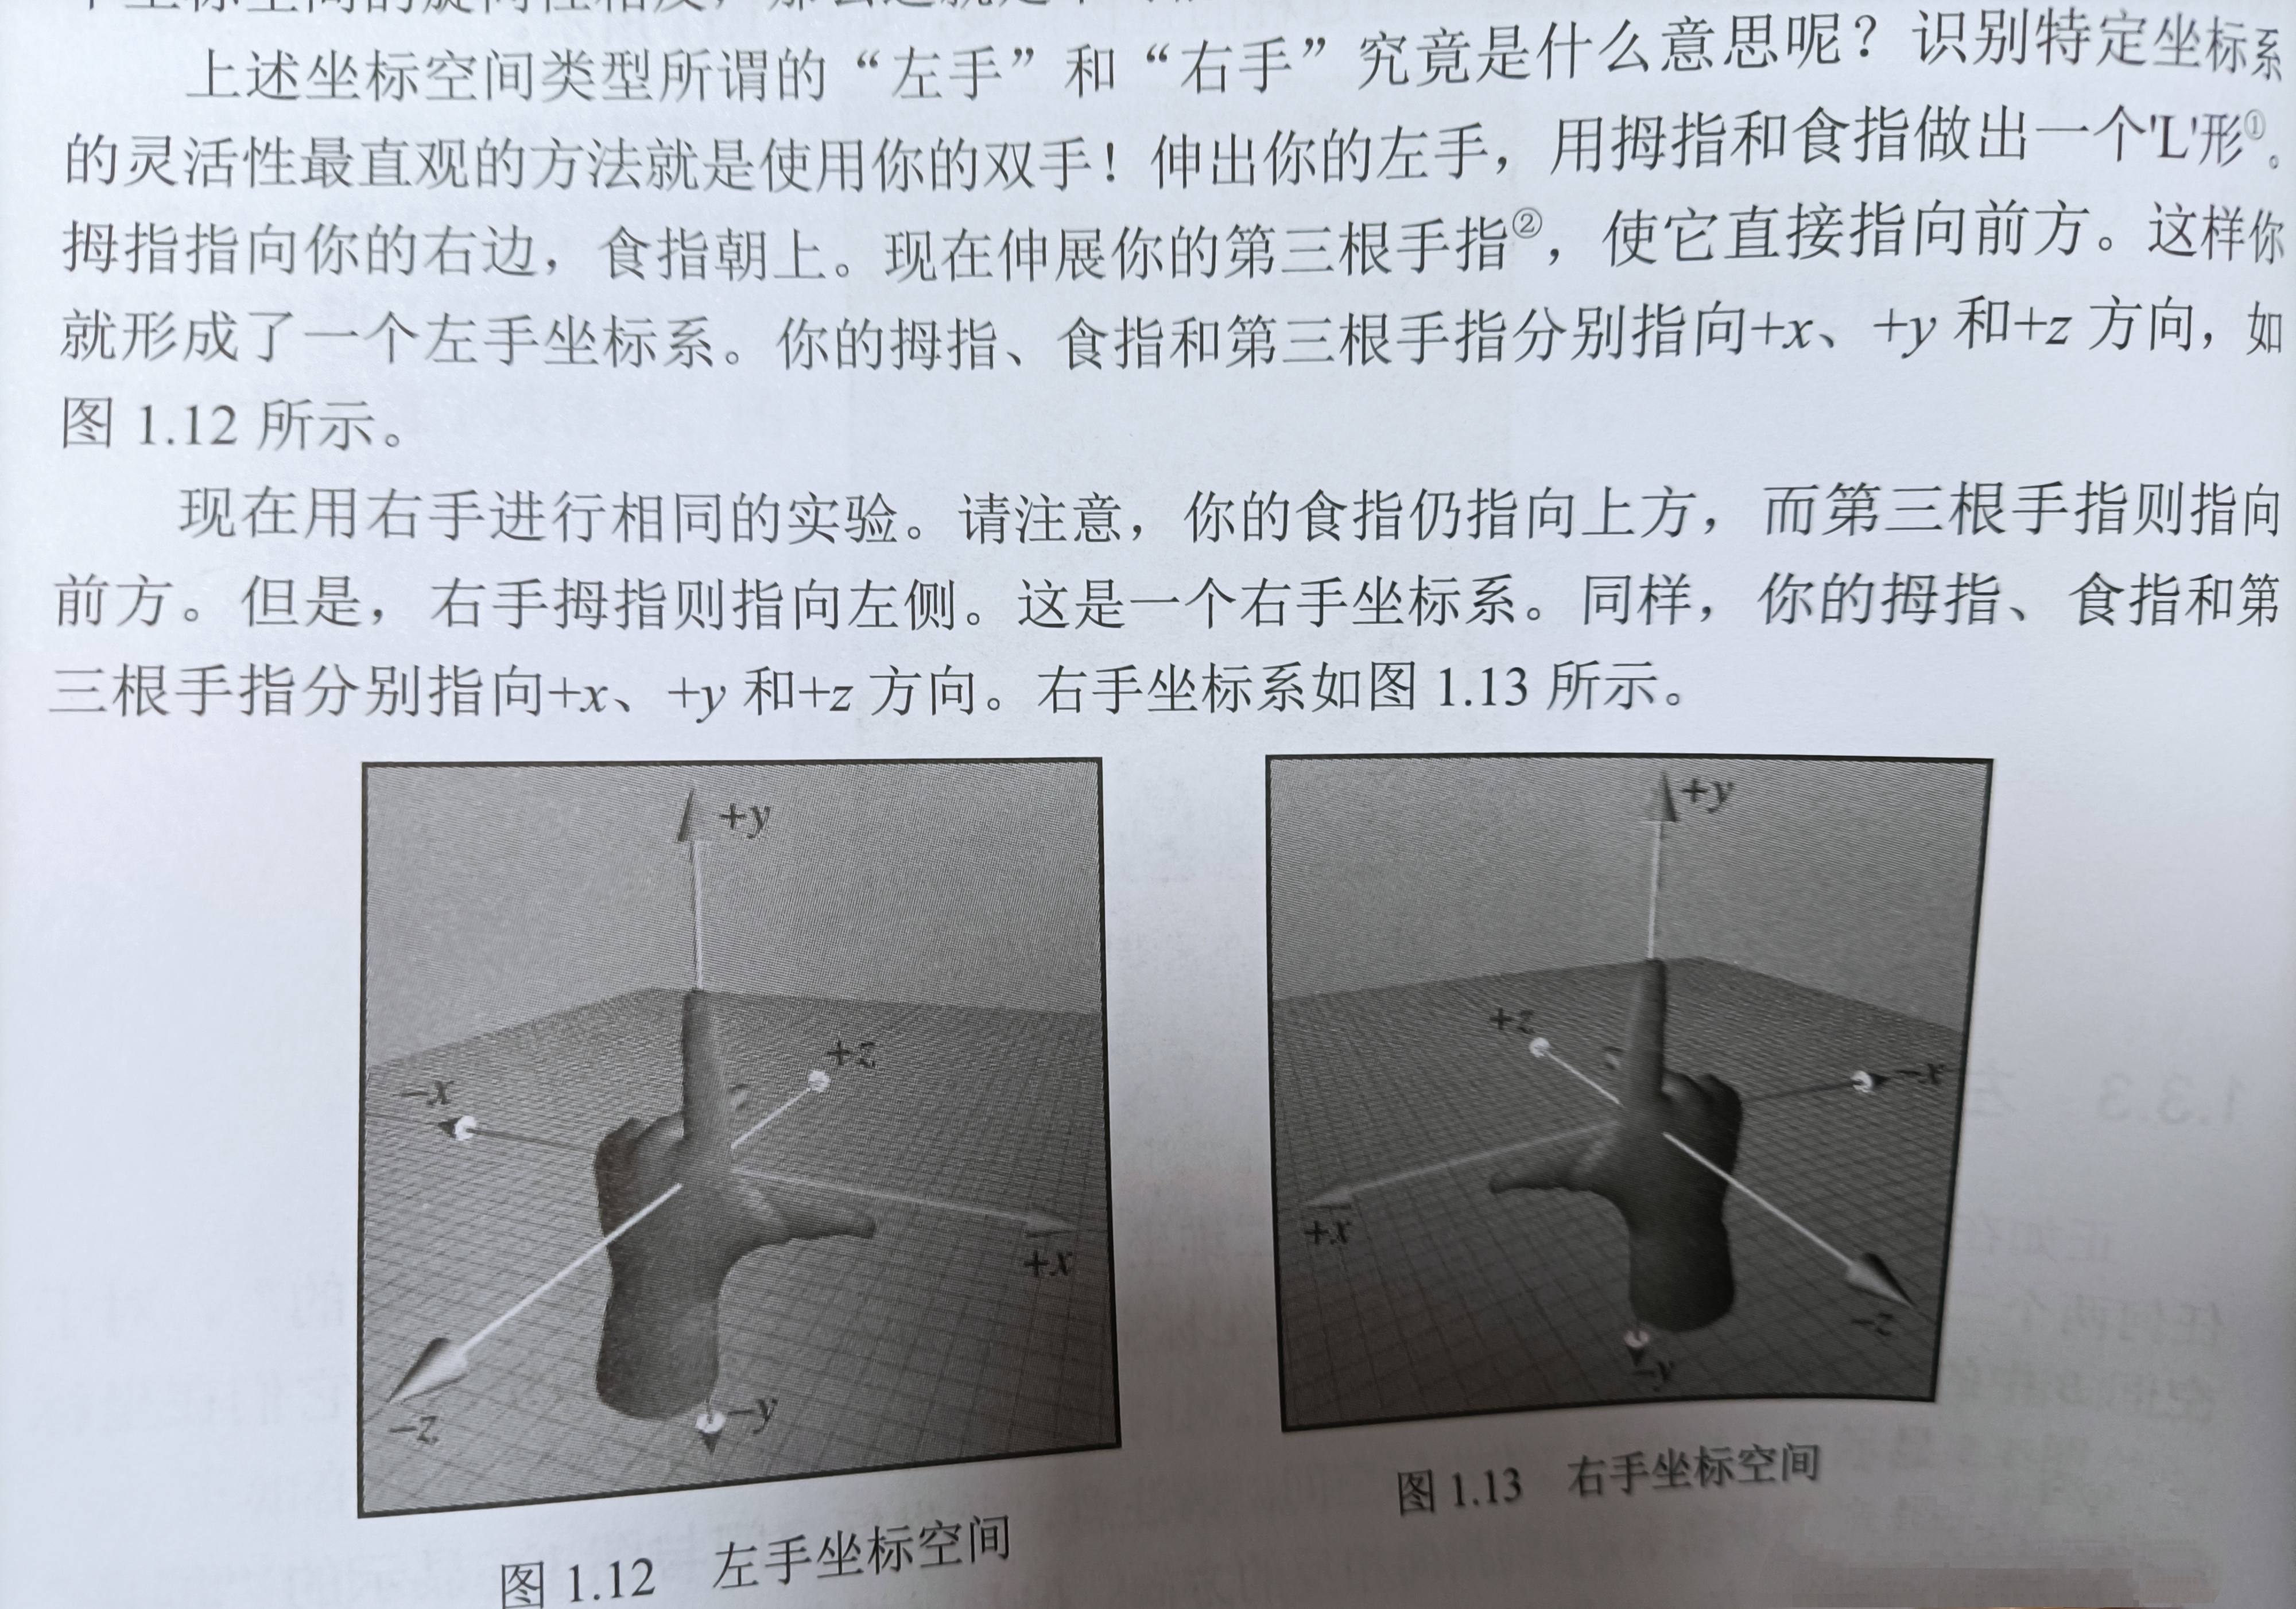 上述坐标空间类型所谓的“左手”和“右手”究竟是什么意思呢？识别特定坐标系
的灵活性最直观的方法就是使用你的双手！伸出你的左手，用拇指和食指做出一个'L'形①。
拇指指向你的右边，食指朝上。现在伸展你的第三根手指②，使它直接指向前方。这样你
就形成了一个左手坐标系。你的拇指、食指和第三根手指分别指向+x、+y 和+z 方向，如
图 1.12 所示。
现在用右手进行相同的实验。请注意，你的食指仍指向上方，而第三根手指则指向
前方。但是，右手拇指则指向左侧。这是一个右手坐标系。同样，你的拇指、食指和第
三根手指分别指向+x、+y 和+z 方向。右手坐标系如图 1.13 所示。
+y
+z
-x
+x
-z
-y
图 1.12 左手坐标空间
+y
+z
-x
+x
-z
-y
图 1.13 右手坐标空间